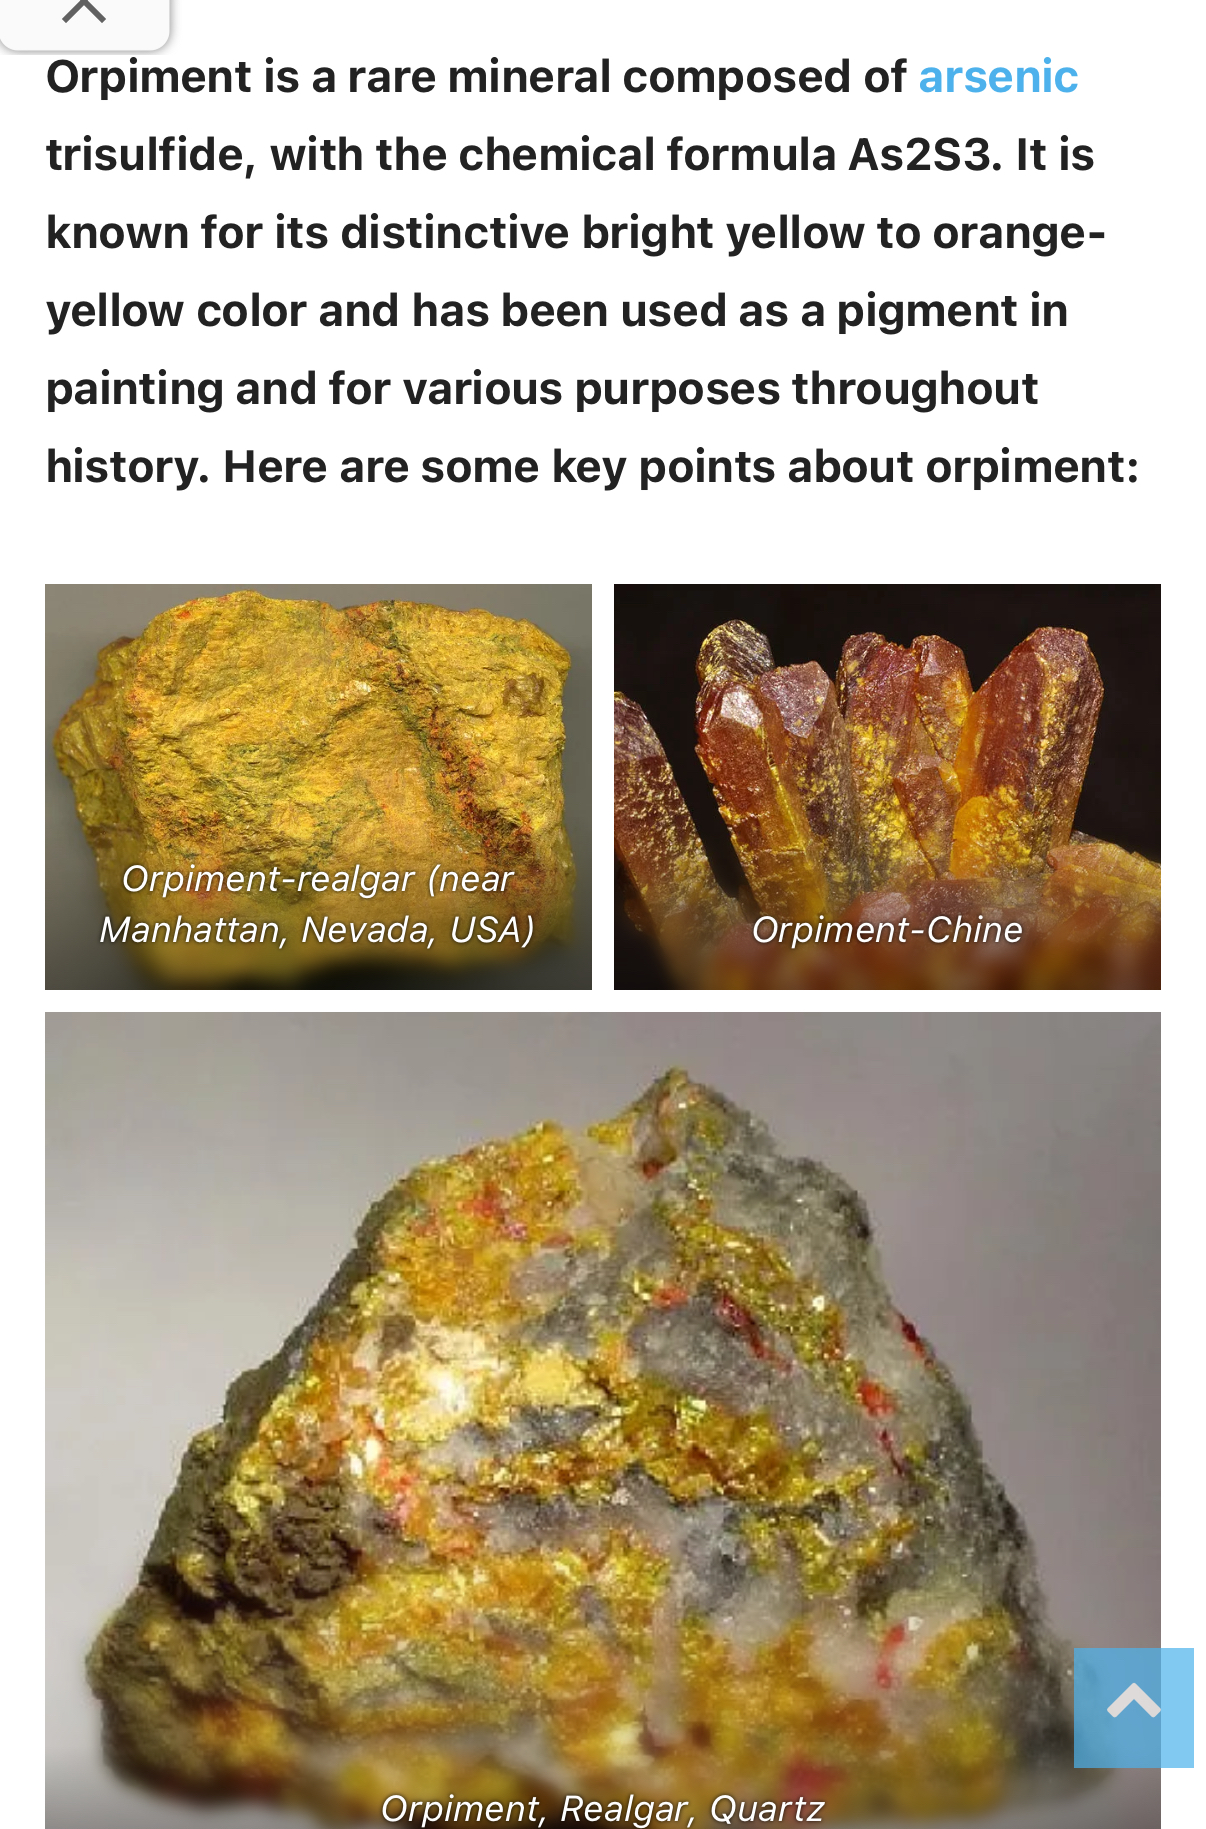 Orpiment is a rare mineral composed of arsenic
trisulfide, with the chemical formula As2S3. It is
known for its distinctive bright yellow to orange-
yellow color and has been used as a pigment in
painting and for various purposes throughout
history. Here are some key points about orpiment:
Orpiment-realgar (near
Manhattan, Nevada, USA)
Orpiment-Chine
Orpiment, Realgar, Quartz